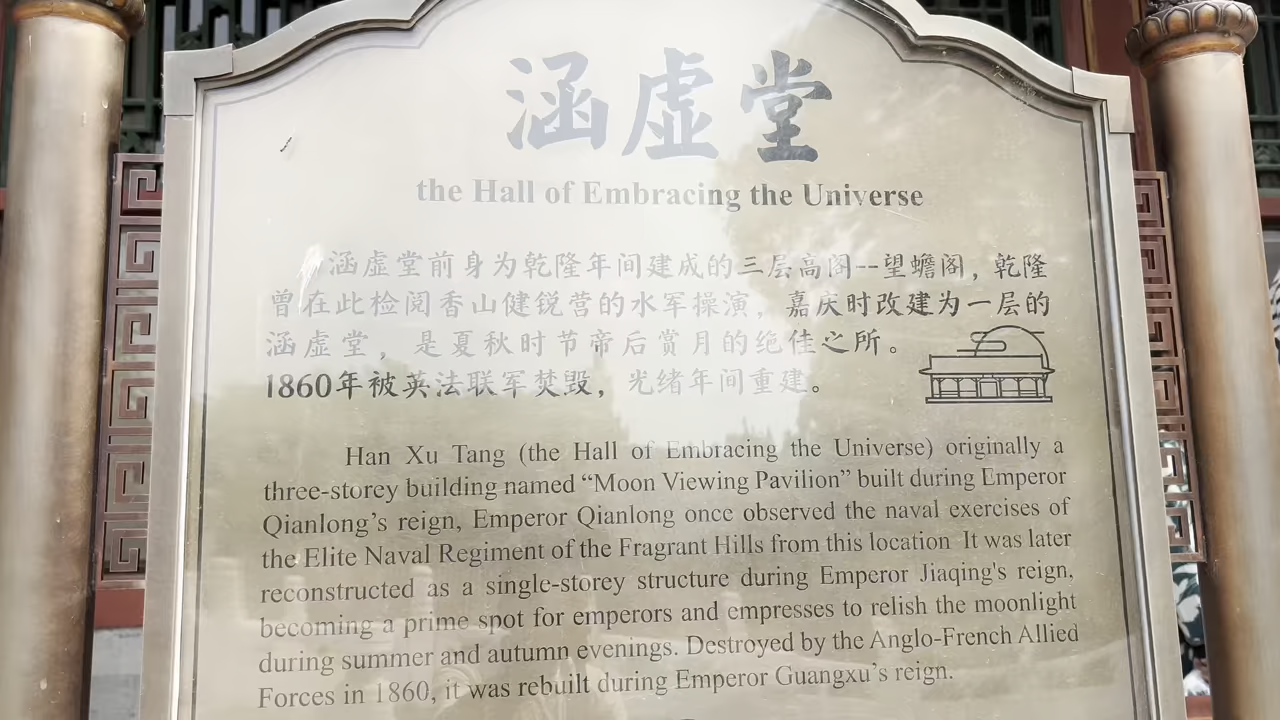 涵虚堂
the Hall of Embracing the Universe
涵虚堂前身为乾隆年间建成的三层高阁--望蟾阁，乾隆
曾在此检阅香山健锐营的水军操演，嘉庆时改建为一层的
涵虚堂，是夏秋时节帝后赏月的绝佳之所。
1860年被英法联军焚毁，光绪年间重建。
Han Xu Tang (the Hall of Embracing the Universe) originally a
three-storey building named “Moon Viewing Pavilion” built during Emperor
Qianlong’s reign, Emperor Qianlong once observed the naval exercises of
the Elite Naval Regiment of the Fragrant Hills from this location It was later
reconstructed as a single-storey structure during Emperor Jiaqing's reign,
becoming a prime spot for emperors and empresses to relish the moonlight
during summer and autumn evenings. Destroyed by the Anglo-French Allied
Forces in 1860, it was rebuilt during Emperor Guangxu’s reign.